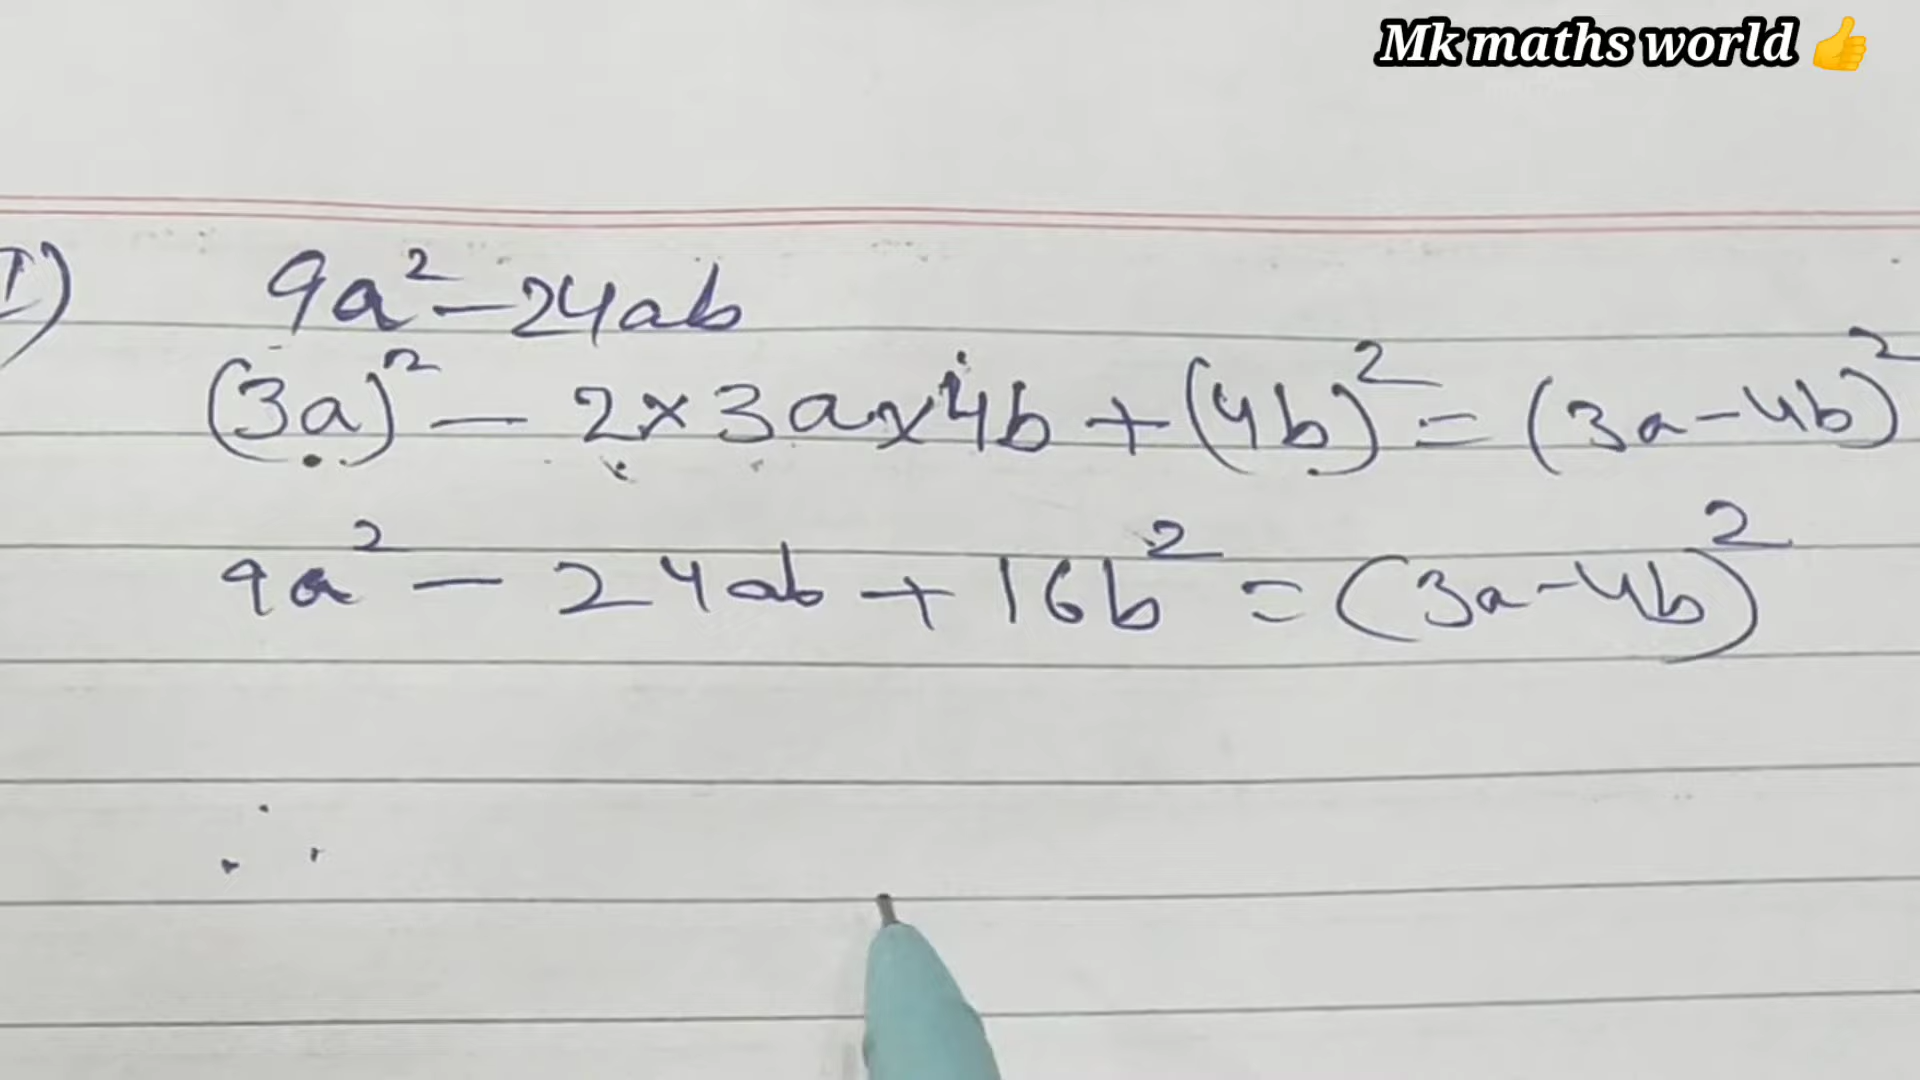 Mk maths world 👍
I) 9a² - 24ab
(3a)² - 2 × 3a × 4b + (4b)² = (3a - 4b)²
9a² - 24ab + 16b² = (3a - 4b)²
∴